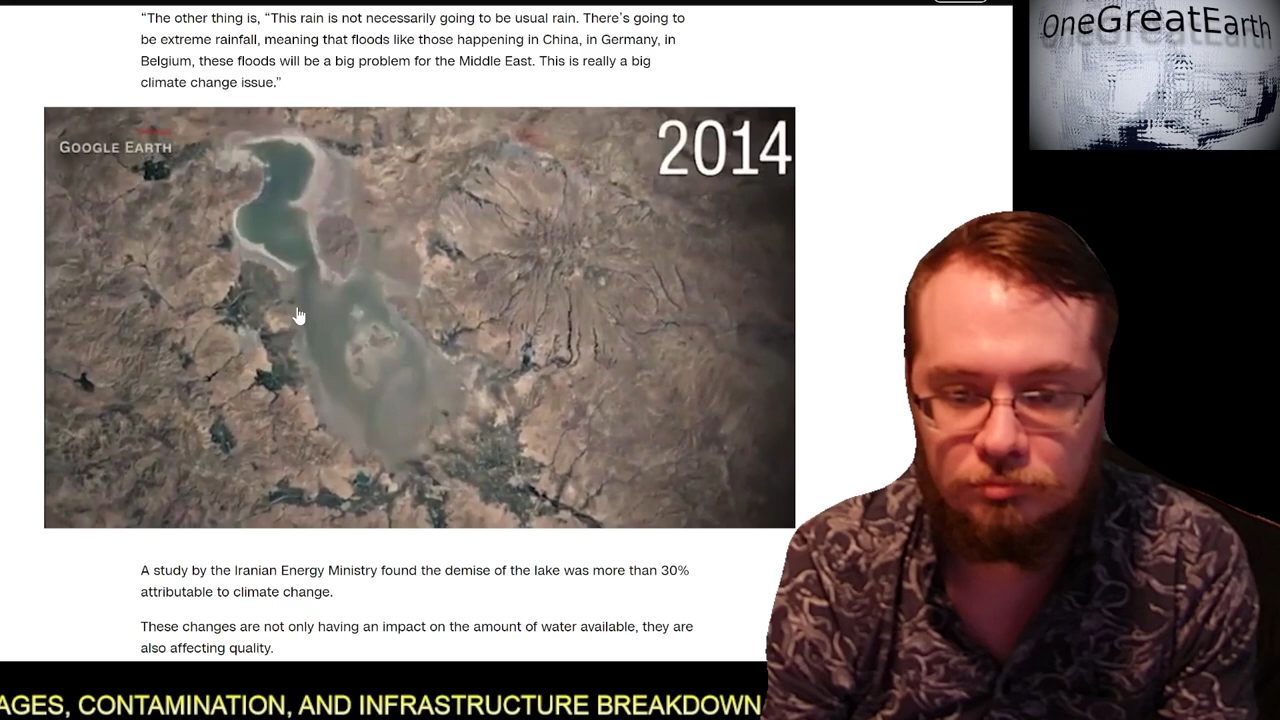 “The other thing is, “This rain is not necessarily going to be usual rain. There’s going to
be extreme rainfall, meaning that floods like those happening in China, in Germany, in
Belgium, these floods will be a big problem for the Middle East. This is really a big
climate change issue.”
OneGreatEarth
GOOGLE EARTH
2014
A study by the Iranian Energy Ministry found the demise of the lake was more than 30%
attributable to climate change.
These changes are not only having an impact on the amount of water available, they are
also affecting quality.
AGES, CONTAMINATION, AND INFRASTRUCTURE BREAKDOWN